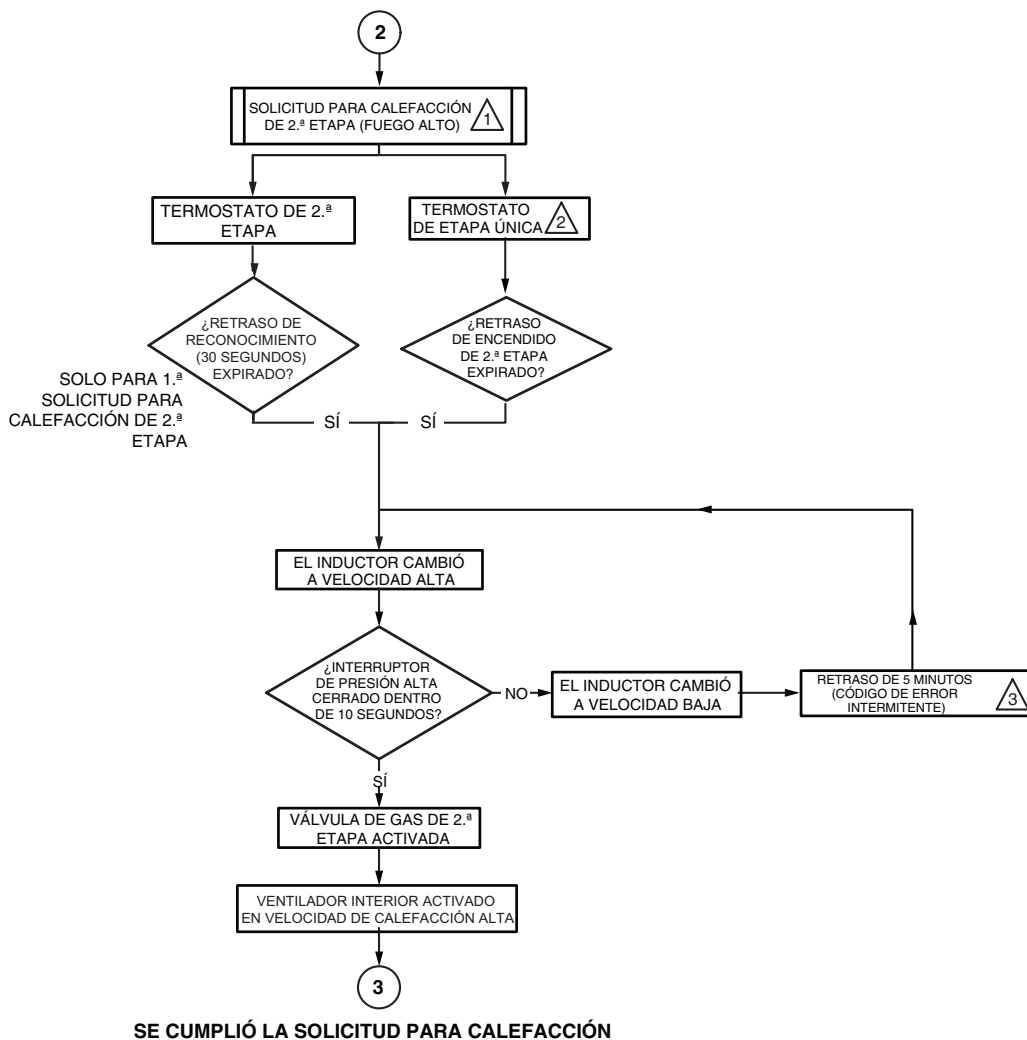 2
SOLICITUD PARA CALEFACCIÓN
DE 2.ª ETAPA (FUEGO ALTO)
1
TERMOSTATO DE 2.ª
ETAPA
TERMOSTATO
DE ETAPA ÚNICA
2
¿RETRASO DE
RECONOCIMIENTO
(30 SEGUNDOS)
EXPIRADO?
¿RETRASO
DE ENCENDIDO
DE 2.ª ETAPA
EXPIRADO?
SOLO PARA 1.ª
SOLICITUD PARA
CALEFACCIÓN DE 2.ª
ETAPA
SÍ
SÍ
EL INDUCTOR CAMBIÓ
A VELOCIDAD ALTA
¿INTERRUPTOR
DE PRESIÓN ALTA
CERRADO DENTRO
DE 10 SEGUNDOS?
NO
EL INDUCTOR CAMBIÓ
A VELOCIDAD BAJA
RETRASO DE 5 MINUTOS
(CÓDIGO DE ERROR
INTERMITENTE)
3
SÍ
VÁLVULA DE GAS DE 2.ª
ETAPA ACTIVADA
VENTILADOR INTERIOR ACTIVADO
EN VELOCIDAD DE CALEFACCIÓN ALTA
3
SE CUMPLIÓ LA SOLICITUD PARA CALEFACCIÓN